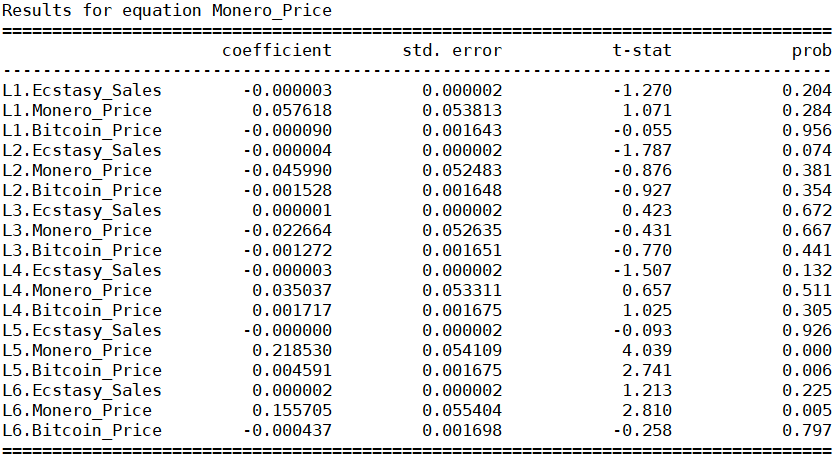 Results for equation Monero_Price
===================================================================================
                      coefficient       std. error           t-stat            prob
-----------------------------------------------------------------------------------
L1.Ecstasy_Sales        -0.000003         0.000002           -1.270           0.204
L1.Monero_Price          0.057618         0.053813            1.071           0.284
L1.Bitcoin_Price        -0.000090         0.001643           -0.055           0.956
L2.Ecstasy_Sales        -0.000004         0.000002           -1.787           0.074
L2.Monero_Price         -0.045990         0.052483           -0.876           0.381
L2.Bitcoin_Price        -0.001528         0.001648           -0.927           0.354
L3.Ecstasy_Sales         0.000001         0.000002            0.423           0.672
L3.Monero_Price         -0.022664         0.052635           -0.431           0.667
L3.Bitcoin_Price        -0.001272         0.001651           -0.770           0.441
L4.Ecstasy_Sales        -0.000003         0.000002           -1.507           0.132
L4.Monero_Price          0.035037         0.053311            0.657           0.511
L4.Bitcoin_Price         0.001717         0.001675            1.025           0.305
L5.Ecstasy_Sales        -0.000000         0.000002           -0.093           0.926
L5.Monero_Price          0.218530         0.054109            4.039           0.000
L5.Bitcoin_Price         0.004591         0.001675            2.741           0.006
L6.Ecstasy_Sales         0.000002         0.000002            1.213           0.225
L6.Monero_Price          0.155705         0.055404            2.810           0.005
L6.Bitcoin_Price        -0.000437         0.001698           -0.258           0.797
===================================================================================